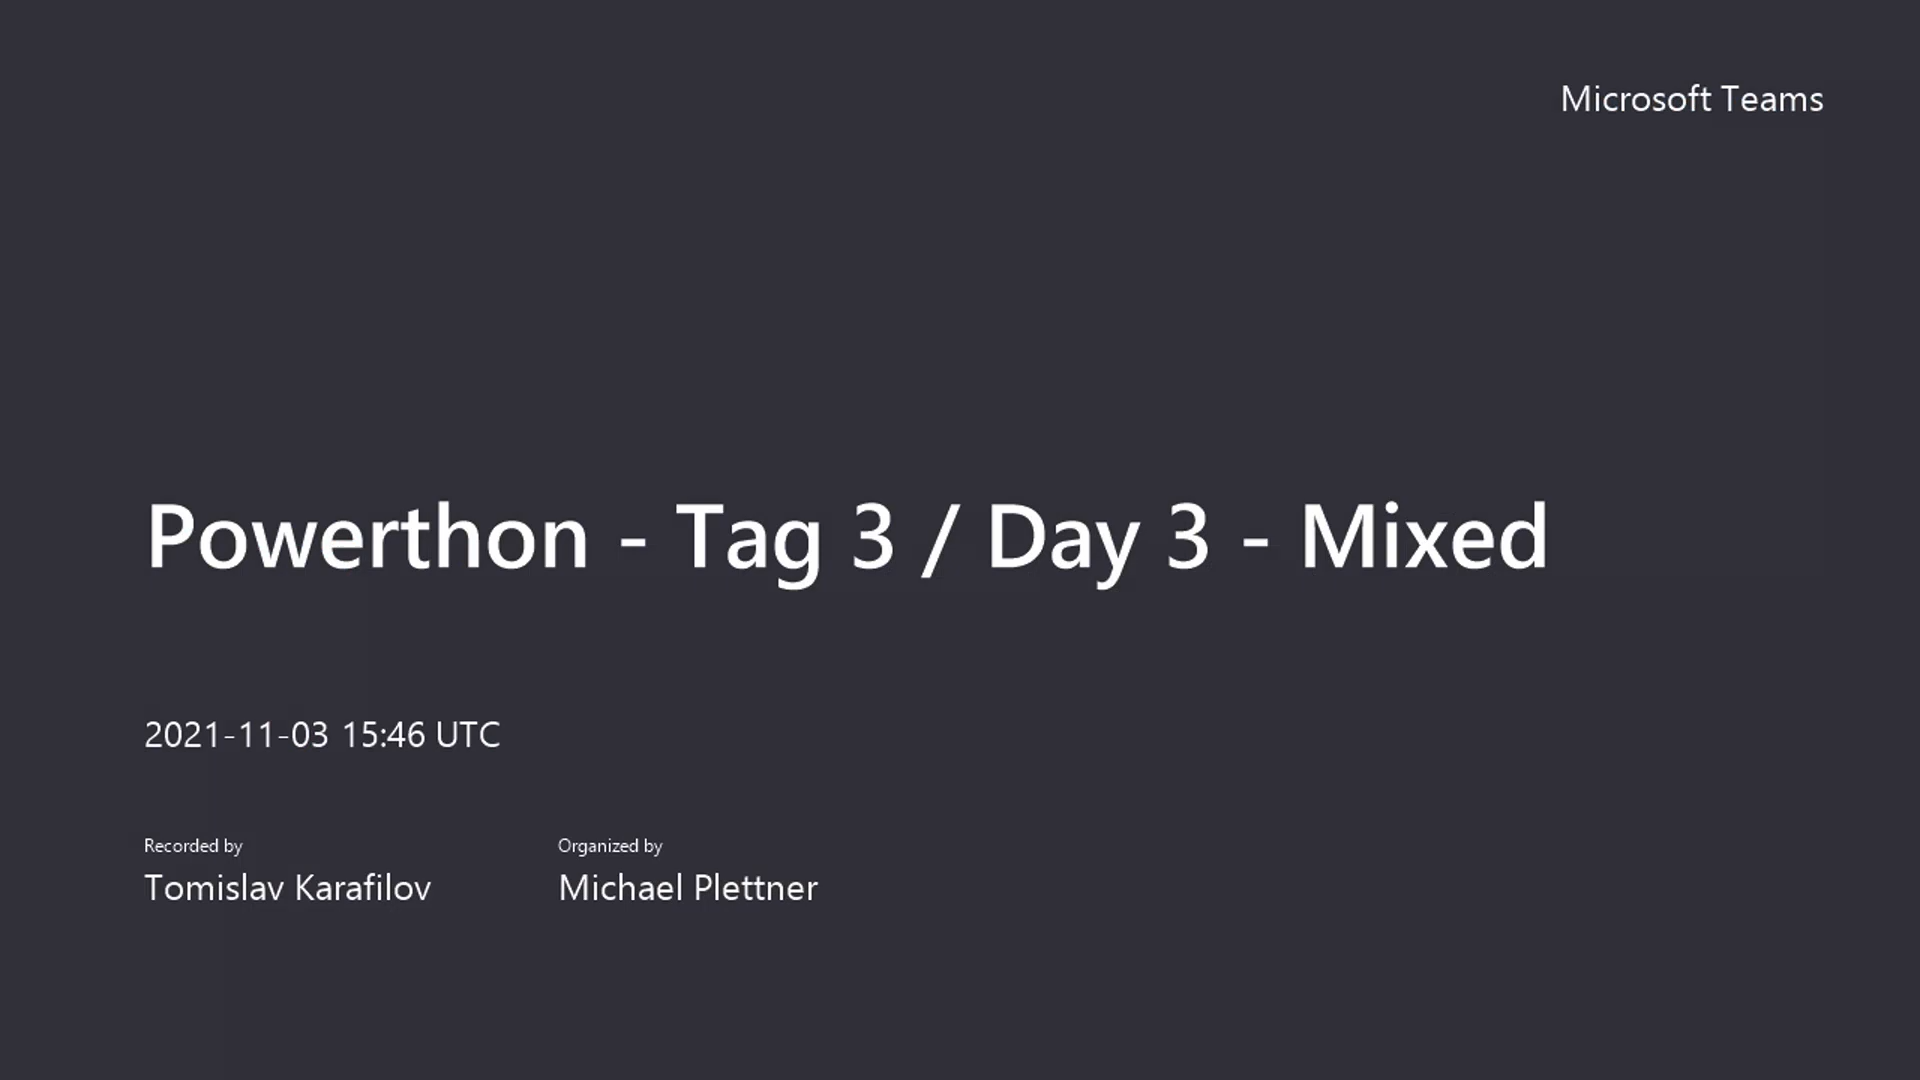 Microsoft Teams
Powerthon - Tag 3 / Day 3 - Mixed
2021-11-03 15:46 UTC
Recorded by
Tomislav Karafilov
Organized by
Michael Plettner